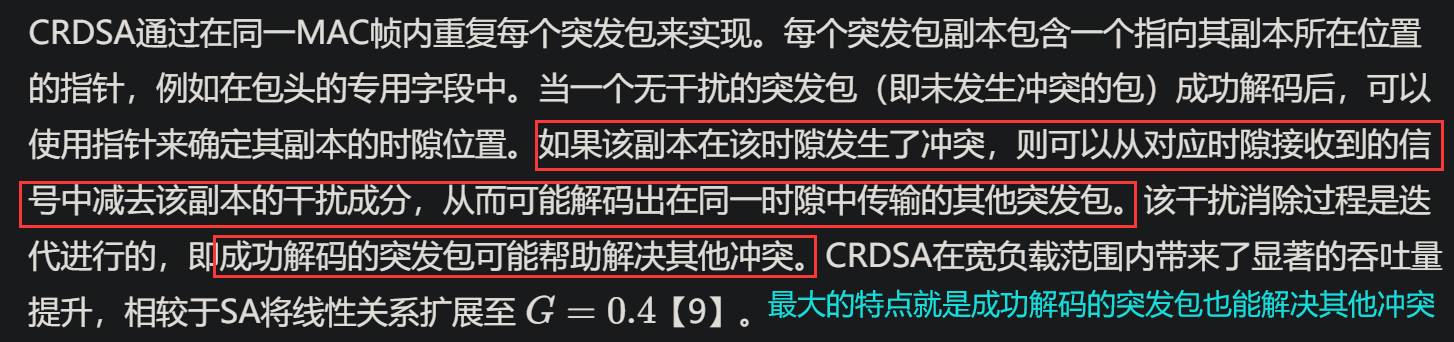 CRDSA通过在同一MAC帧内重复每个突发包来实现。每个突发包副本包含一个指向其副本所在位置
的指针，例如在包头的专用字段中。当一个无干扰的突发包（即未发生冲突的包）成功解码后，可以
使用指针来确定其副本的时隙位置。如果该副本在该时隙发生了冲突，则可以从对应时隙接收到的信
号中减去该副本的干扰成分，从而可能解码出在同一时隙中传输的其他突发包。该干扰消除过程是迭
代进行的，即成功解码的突发包可能帮助解决其他冲突。CRDSA在宽负载范围内带来了显著的吞吐量
提升，相较于SA将线性关系扩展至 G = 0.4【9】。最大的特点就是成功解码的突发包也能解决其他冲突